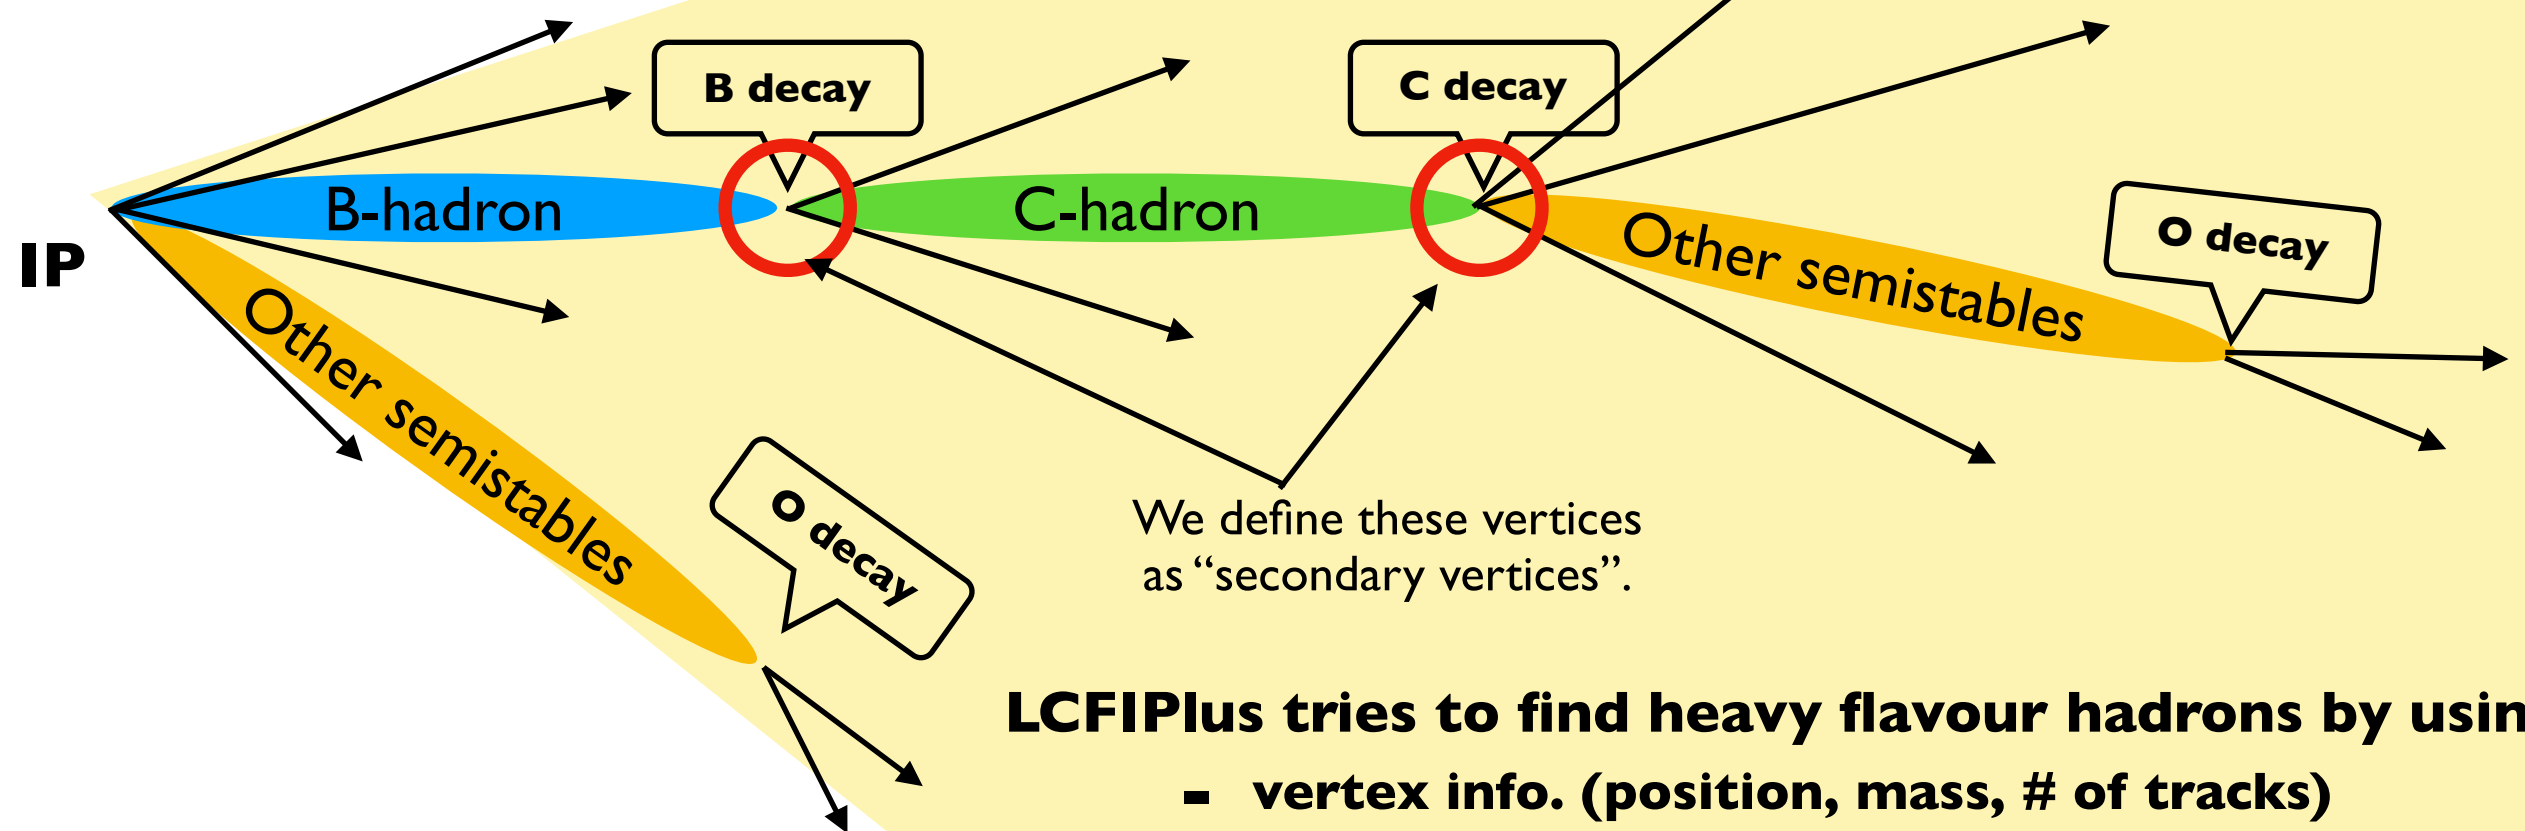 B decay
C decay
B-hadron
C-hadron
IP
Other semistables
O decay
Other semistables
O decay
We define these vertices
as “secondary vertices”.
LCFIPlus tries to find heavy flavour hadrons by usin
- vertex info. (position, mass, # of tracks)